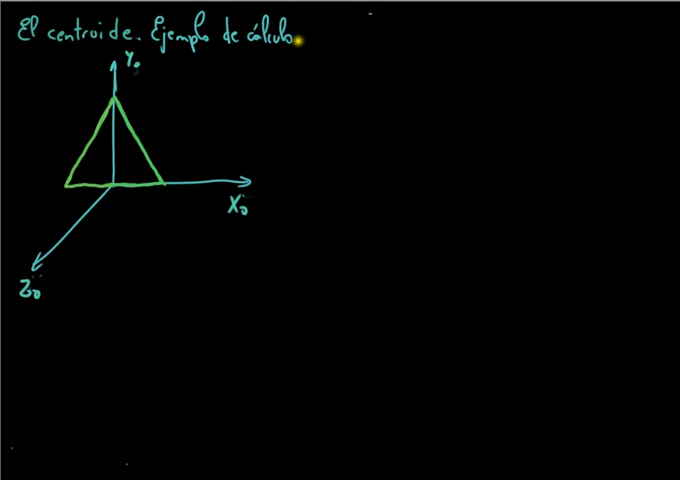 El centroide. Ejemplo de cálculo
Y₀
X₀
Z₀